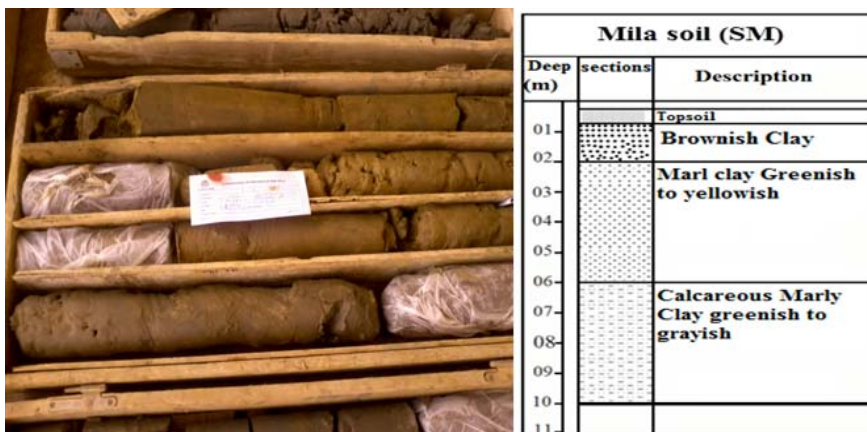 Mila soil (SM)
Deep
(m)
sections
Description
Topsoil
01
Brownish Clay
02
Marl clay Greenish
to yellowish
03
04
05
06
Calcareous Marly
Clay greenish to
grayish
07
08
09
10
11